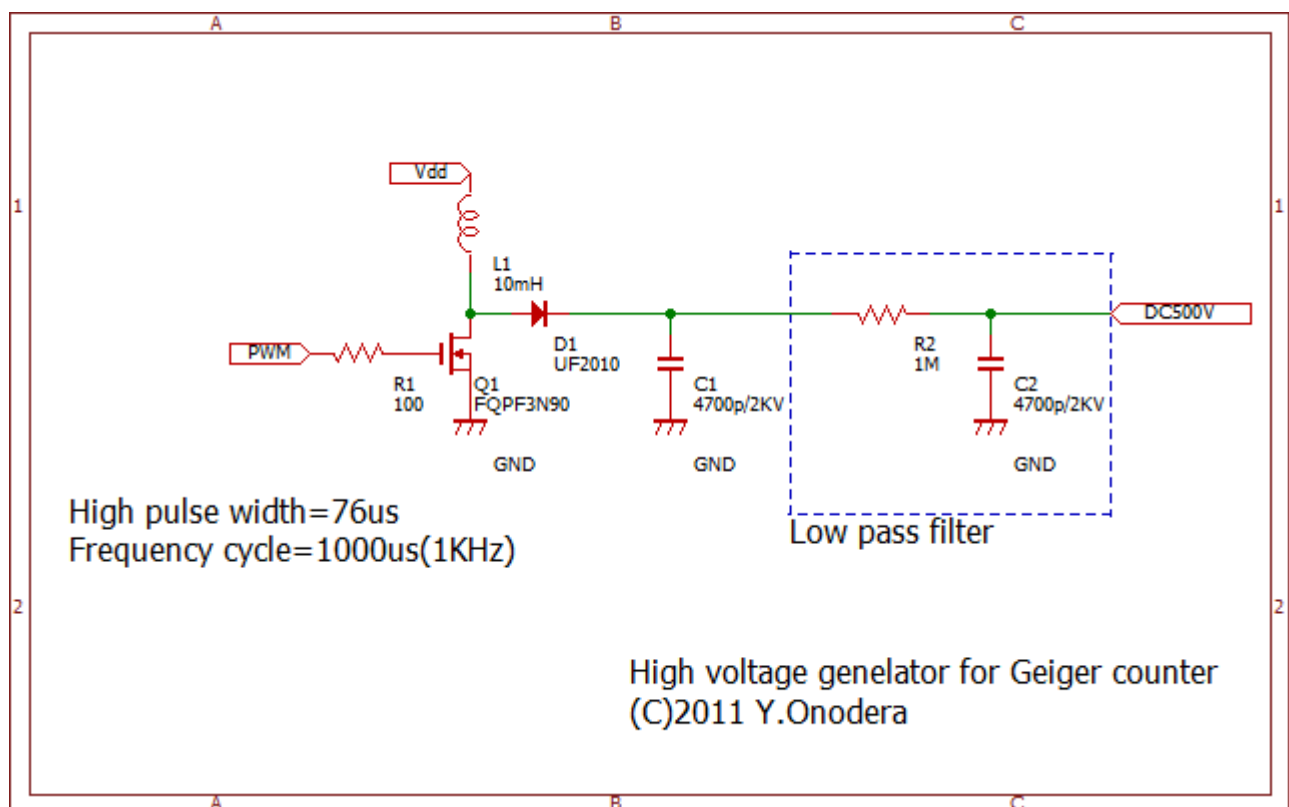 A B C
1 1
Vdd
L1
10mH
DC500V
PWM
D1
UF2010
R2
1M
R1
100
Q1
FQPF3N90
C1
4700p/2KV
C2
4700p/2KV
GND
GND
GND
High pulse width=76us
Frequency cycle=1000us(1KHz)
Low pass filter
2 2
High voltage genelator for Geiger counter
(C)2011 Y.Onodera
A B C